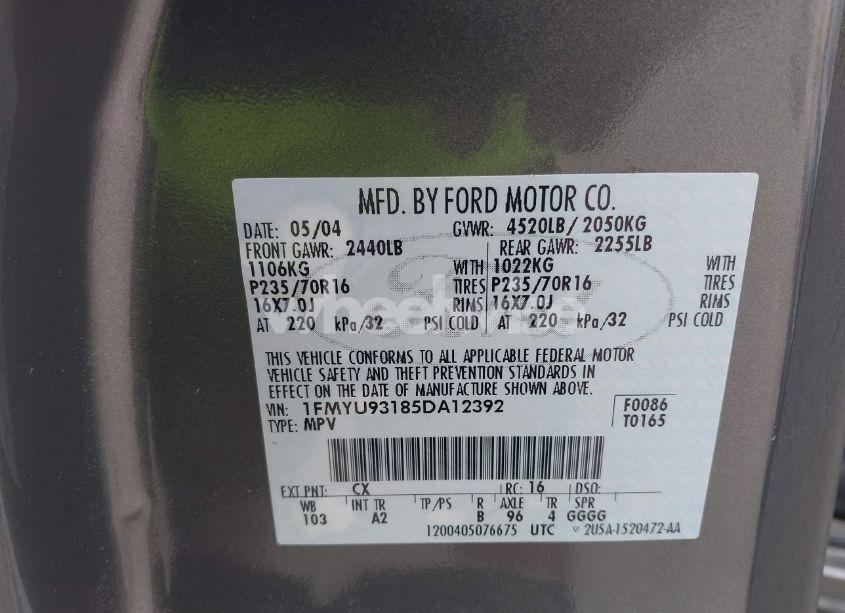 MFD. BY FORD MOTOR CO.
DATE: 05/04 GVWR: 4520LB/ 2050KG
FRONT GAWR: 2440LB REAR GAWR: 2255LB
1106KG WITH 1022KG WITH
P235/70R16 TIRES P235/70R16 TIRES
16X7.0J RIMS 16X7.0J RIMS
AT 220 kPa/32 PSI COLD AT 220 kPa/32 PSI COLD
THIS VEHICLE CONFORMS TO ALL APPLICABLE FEDERAL MOTOR
VEHICLE SAFETY AND THEFT PREVENTION STANDARDS IN
EFFECT ON THE DATE OF MANUFACTURE SHOWN ABOVE.
VIN: 1FMYU93185DA12392 F0086
TYPE: MPV T0165
EXT PNT: CX RC: 16 DSO:
WB INT TR TP/PS R AXLE TR SPR
103 A2 B 96 4 GGGG
1200405076675 UTC 2U5A-1520472-AA